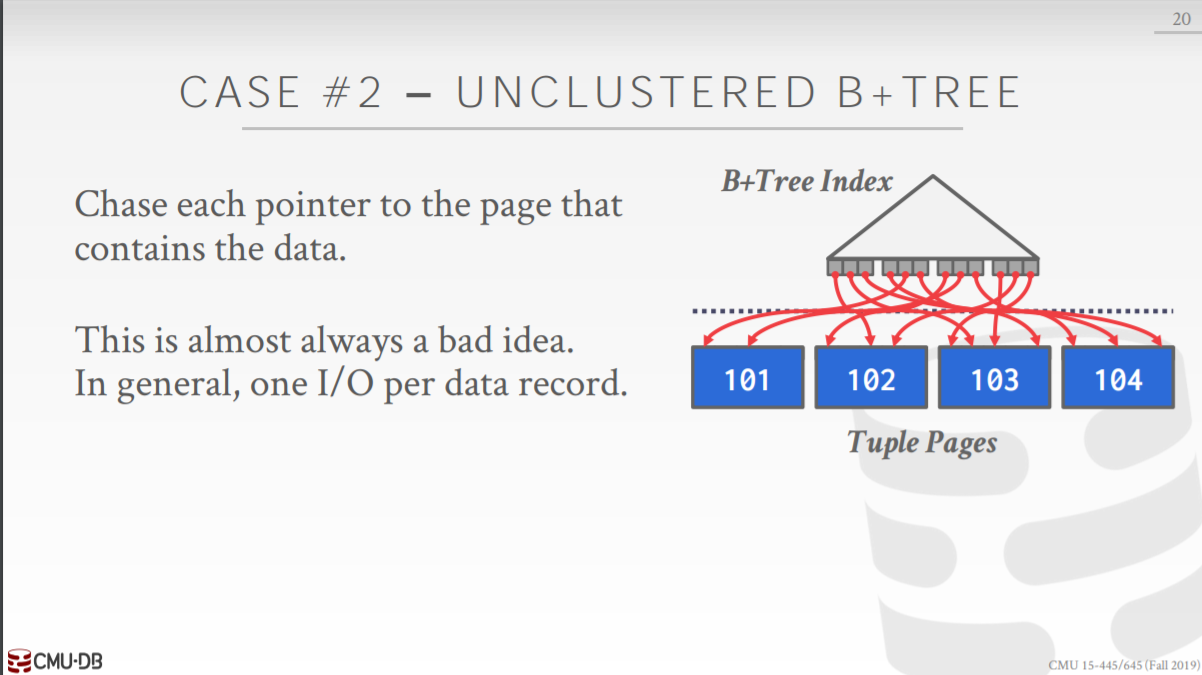 20
CASE #2 – UNCLUSTERED B+TREE
Chase each pointer to the page that
contains the data.
This is almost always a bad idea.
In general, one I/O per data record.
B+Tree Index
101 102 103 104
Tuple Pages
CMU·DB
CMU 15-445/645 (Fall 2019)